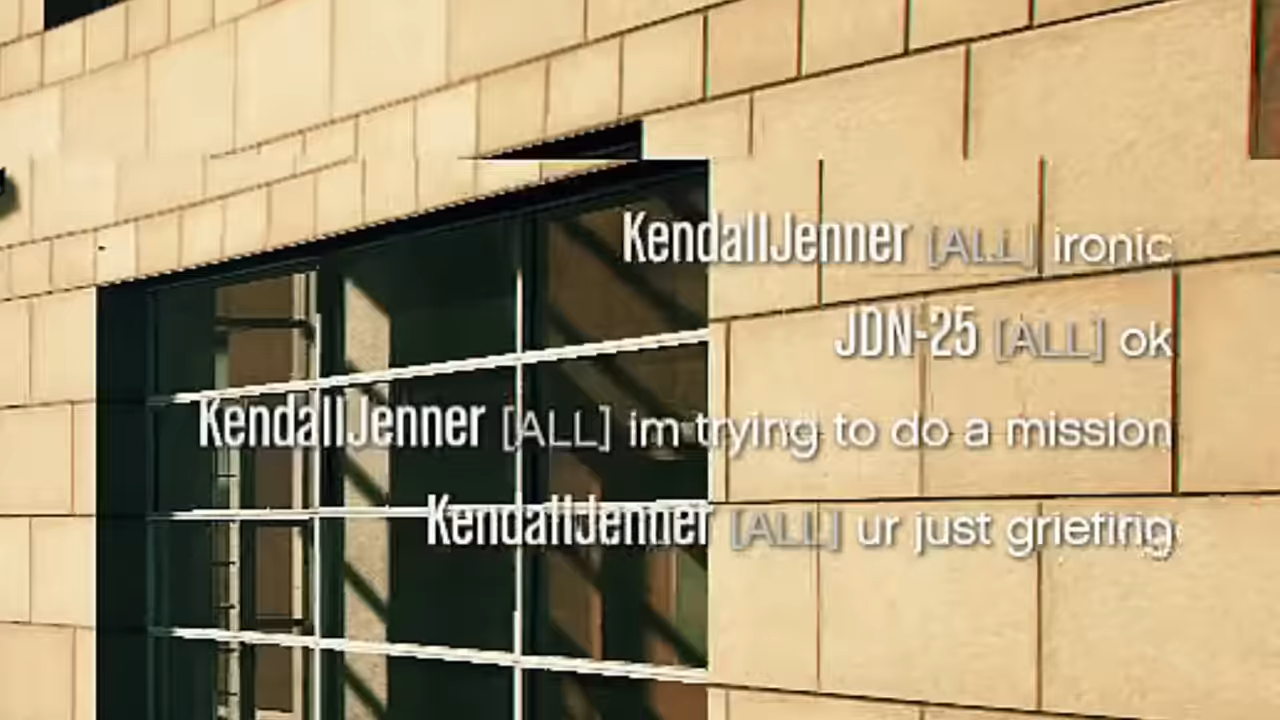 KendallJenner [ALL] ironic
JDN-25 [ALL] ok
KendallJenner [ALL] im trying to do a mission
KendallJenner [ALL] ur just griefing